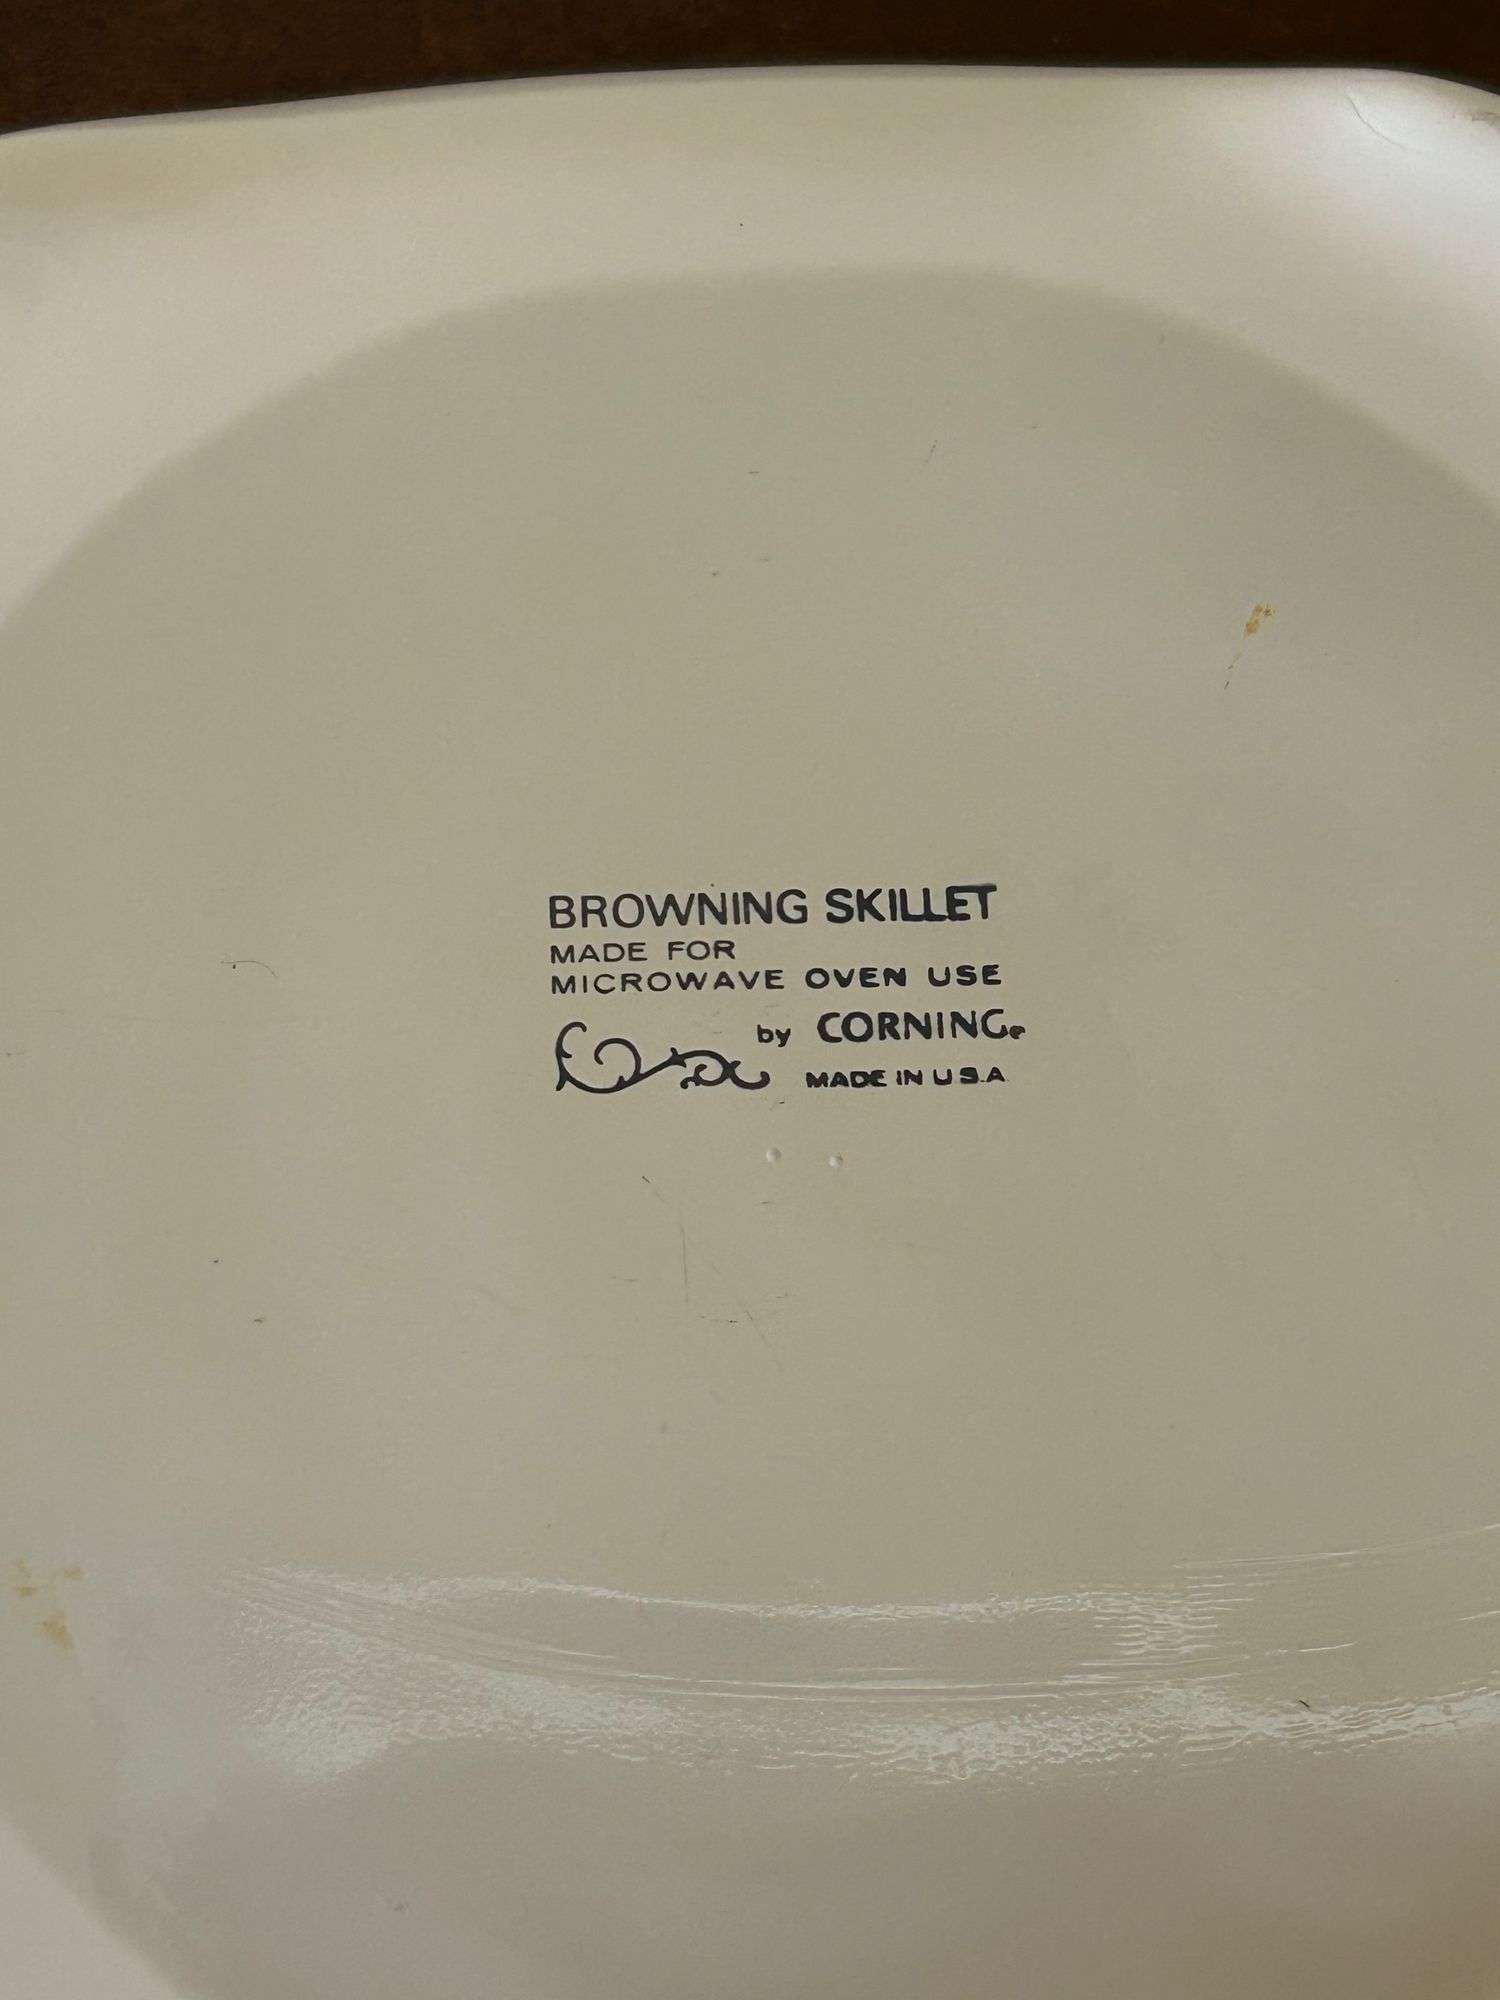 BROWNING SKILLET
MADE FOR
MICROWAVE OVEN USE
by CORNING®
MADE IN U.S.A